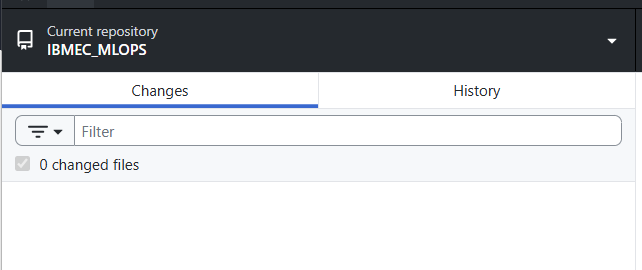 Current repository
IBMEC_MLOPS
Changes
History
Filter
0 changed files